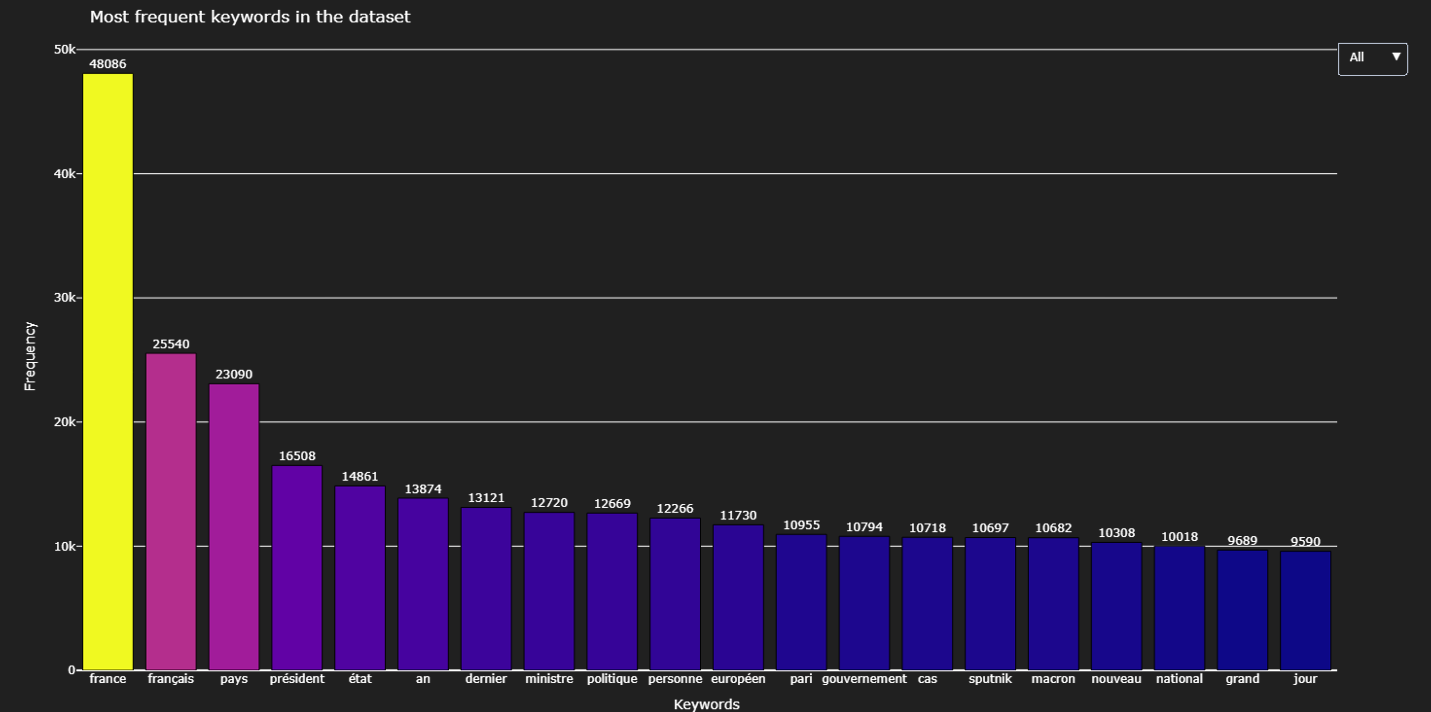 Most frequent keywords in the dataset
All ▼
50k
40k
30k
20k
10k
0
Frequency
48086
25540
23090
16508
14861
13874
13121
12720
12669
12266
11730
10955
10794
10718
10697
10682
10308
10018
9689
9590
france français pays président état an dernier ministre politique personne européen pari gouvernement cas sputnik macron nouveau national grand jour
Keywords